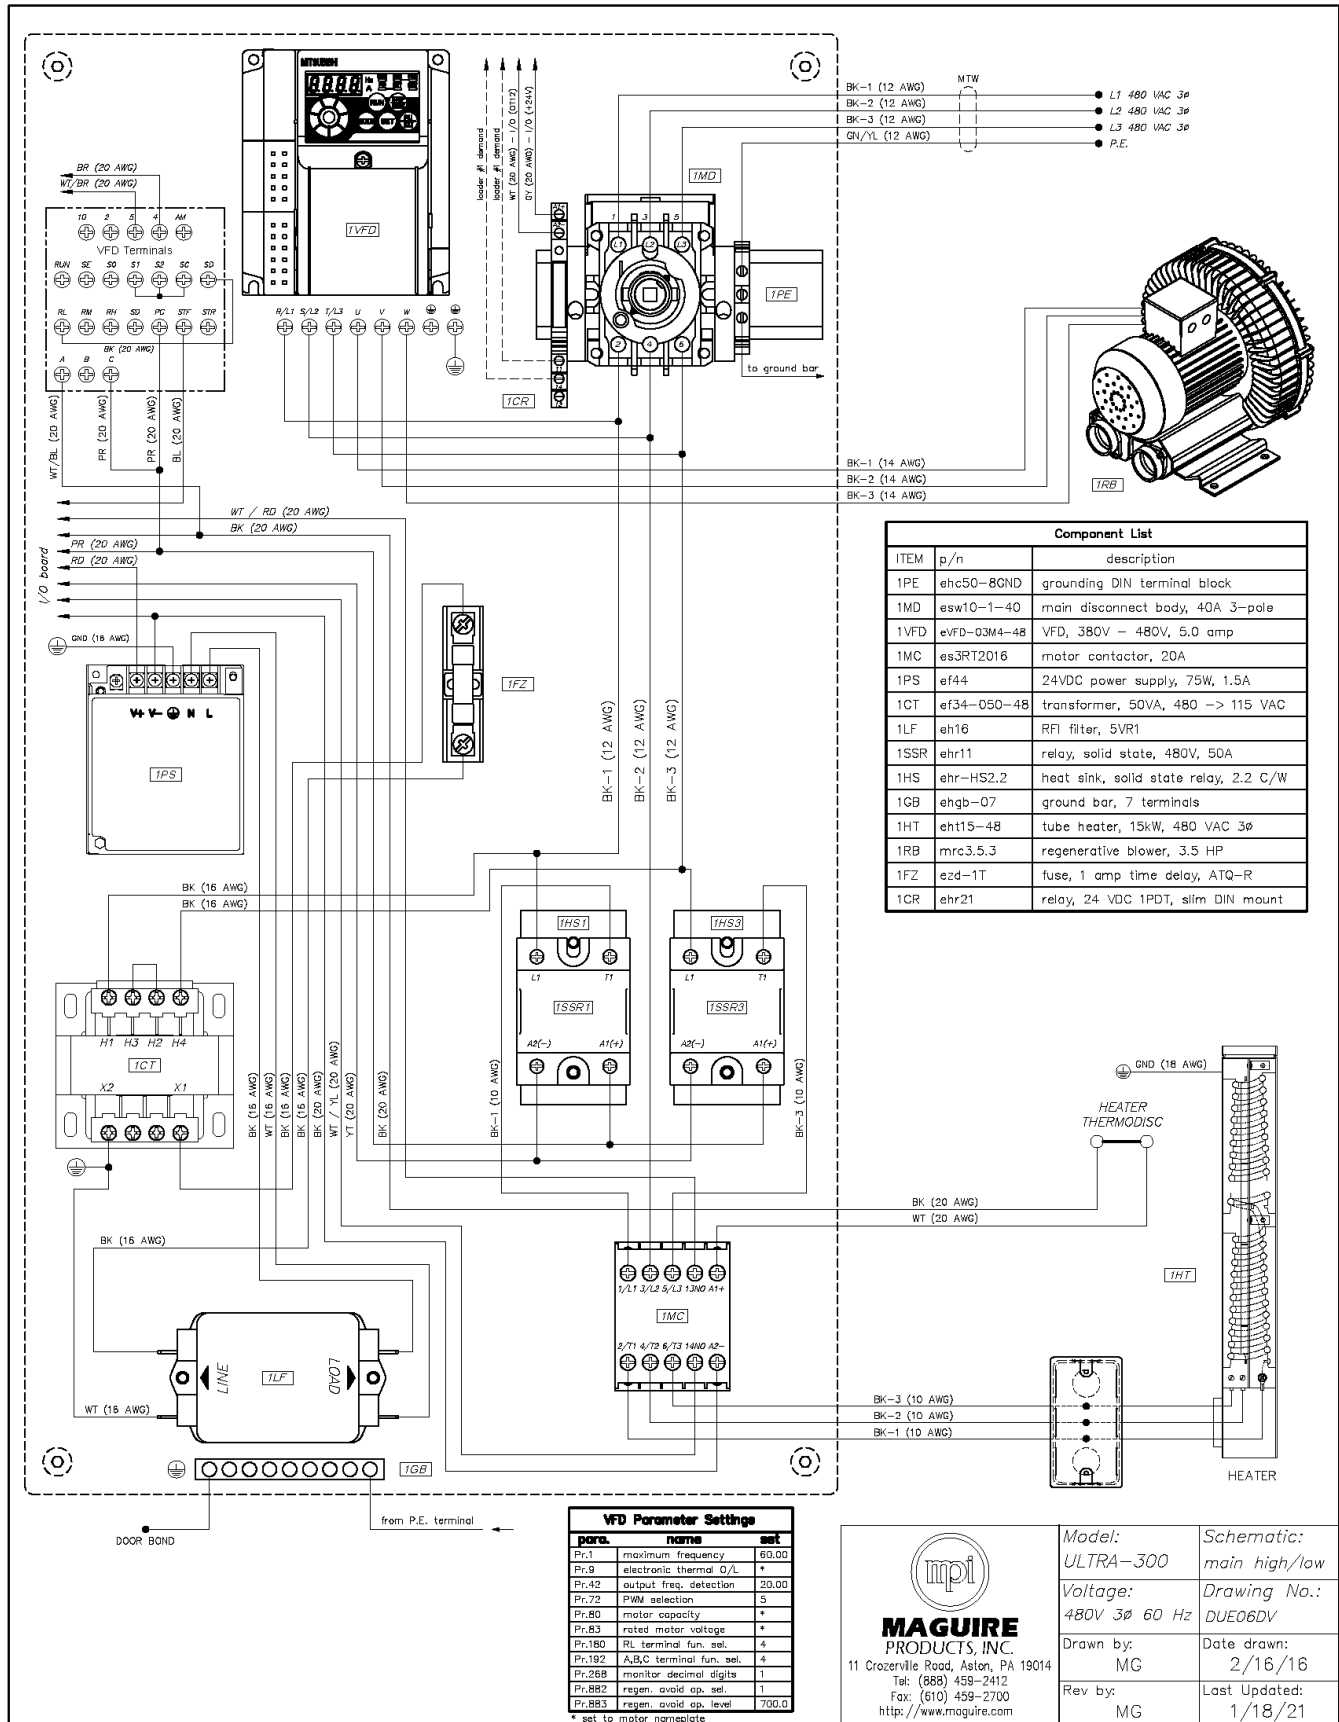 MITSUBISHI
Hz
A
RUN
MODE
SET
loader #1 demand
loader #1 demand
WT (20 AWG) - I/O (OT12)
GY (20 AWG) - I/O (+24V)
BK-1 (12 AWG)
BK-2 (12 AWG)
BK-3 (12 AWG)
GN/YL (12 AWG)
MTW
L1 480 VAC 3ø
L2 480 VAC 3ø
L3 480 VAC 3ø
P.E.
1MD
BR (20 AWG)
WT/BR (20 AWG)
10 2 5 4 AM
VFD Terminals
RUN SE SO S1 S2 SC SD
RL RM RH SD PC STF STR
BK (20 AWG)
A B C
1VFD
R/L1 S/L2 T/L3 U V W
A1+
1 3 5
L1 L2 L3
2 4 6
1PE
to ground bar
1CR
WT/BL (20 AWG)
PR (20 AWG)
PR (20 AWG)
BL (20 AWG)
BK-1 (14 AWG)
BK-2 (14 AWG)
BK-3 (14 AWG)
1RB
WT / RD (20 AWG)
BK (20 AWG)
PR (20 AWG)
RD (20 AWG)
I/O board
GND (16 AWG)
V+ V- N L
1PS
1FZ
BK-1 (12 AWG)
BK-2 (12 AWG)
BK-3 (12 AWG)
Component List
ITEM p/n description
1PE ehc50-8GND grounding DIN terminal block
1MD esw10-1-40 main disconnect body, 40A 3-pole
1VFD eVFD-03M4-48 VFD, 380V - 480V, 5.0 amp
1MC es3RT2016 motor contactor, 20A
1PS ef44 24VDC power supply, 75W, 1.5A
1CT ef34-050-48 transformer, 50VA, 480 -> 115 VAC
1LF eh16 RFI filter, 5VR1
1SSR ehr11 relay, solid state, 480V, 50A
1HS ehr-HS2.2 heat sink, solid state relay, 2.2 C/W
1GB ehgb-07 ground bar, 7 terminals
1HT eht15-48 tube heater, 15kW, 480 VAC 3ø
1RB mrc3.5.3 regenerative blower, 3.5 HP
1FZ ezd-1T fuse, 1 amp time delay, ATQ-R
1CR ehr21 relay, 24 VDC 1PDT, slim DIN mount
BK (16 AWG)
BK (16 AWG)
1HS1
1HS3
L1 T1
L1 T1
1SSR1
1SSR3
A2(-) A1(+)
A2(-) A1(+)
H1 H3 H2 H4
1CT
X2 X1
BK (16 AWG)
WT (16 AWG)
BK (16 AWG)
BK (16 AWG)
BK (20 AWG)
WT / YL (20 AWG)
YT (20 AWG)
BK (20 AWG)
BK-1 (10 AWG)
BK-3 (10 AWG)
GND (18 AWG)
HEATER
THERMODISC
BK (20 AWG)
WT (20 AWG)
BK (16 AWG)
1HT
1/L1 3/L2 5/L3 13NO A1+
1MC
2/T1 4/T2 6/T3 14NO A2-
LINE
1LF
LOAD
WT (16 AWG)
BK-3 (10 AWG)
BK-2 (10 AWG)
BK-1 (10 AWG)
HEATER
1GB
DOOR BOND
from P.E. terminal
VFD Parameter Settings
para. name set
Pr.1 maximum frequency 60.00
Pr.9 electronic thermal O/L *
Pr.42 output freq. detection 20.00
Pr.72 PWM selection 5
Pr.80 motor capacity *
Pr.83 rated motor voltage *
Pr.180 RL terminal fun. sel. 4
Pr.192 A,B,C terminal fun. sel. 4
Pr.268 monitor decimal digits 1
Pr.882 regen. avoid op. sel. 1
Pr.883 regen. avoid op. level 700.0
* set to motor nameplate
mpi
MAGUIRE
PRODUCTS, INC.
11 Crozerville Road, Aston, PA 19014
Tel: (888) 459-2412
Fax: (610) 459-2700
http://www.maguire.com
Model:
ULTRA-300
Schematic:
main high/low
Voltage:
480V 3ø 60 Hz
Drawing No.:
DUE06DV
Drawn by:
MG
Date drawn:
2/16/16
Rev by:
MG
Last Updated:
1/18/21